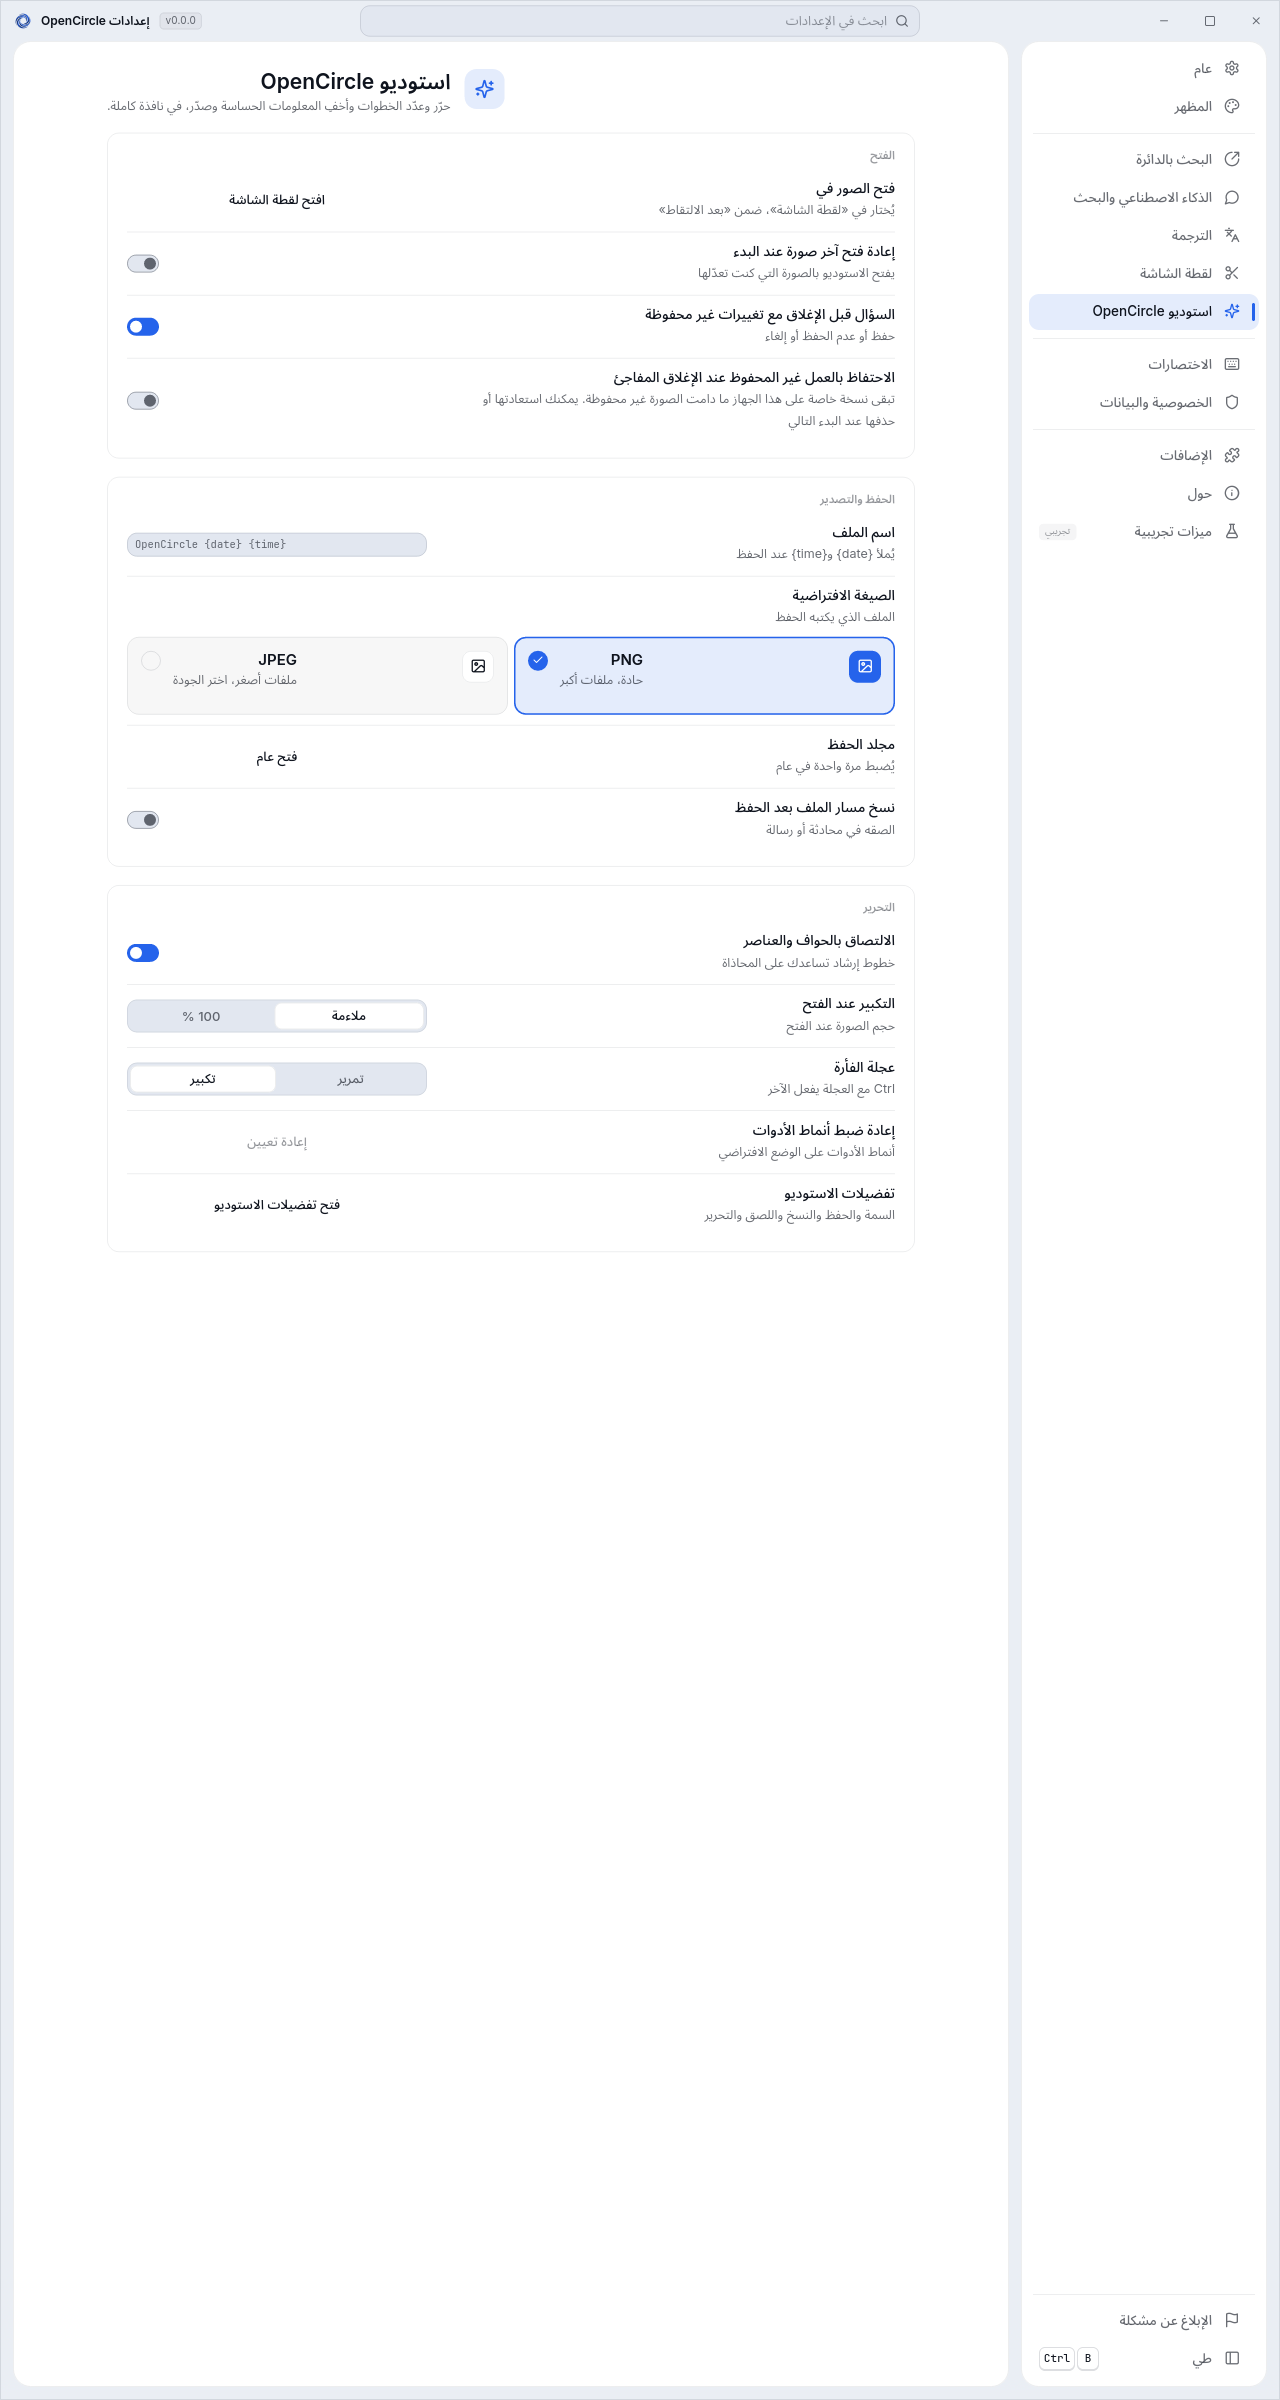 إعدادات OpenCircle
v0.0.0
ابحث في الإعدادات
عام
المظهر
البحث بالدائرة
الذكاء الاصطناعي والبحث
الترجمة
لقطة الشاشة
استوديو OpenCircle
الاختصارات
الخصوصية والبيانات
الإضافات
حول
ميزات تجريبية
تجريبي
الإبلاغ عن مشكلة
طي
Ctrl B
استوديو OpenCircle
حرّر وعدّد الخطوات وأخفِ المعلومات الحساسة وصدّر، في نافذة كاملة.
الفتح
فتح الصور في
يُختار في «لقطة الشاشة»، ضمن «بعد الالتقاط»
افتح لقطة الشاشة
إعادة فتح آخر صورة عند البدء
يفتح الاستوديو بالصورة التي كنت تعدّلها
السؤال قبل الإغلاق مع تغييرات غير محفوظة
حفظ أو عدم الحفظ أو إلغاء
الاحتفاظ بالعمل غير المحفوظ عند الإغلاق المفاجئ
تبقى نسخة خاصة على هذا الجهاز ما دامت الصورة غير محفوظة. يمكنك استعادتها أو
حذفها عند البدء التالي
الحفظ والتصدير
اسم الملف
يُملأ {date} و{time} عند الحفظ
OpenCircle {date} {time}
الصيغة الافتراضية
الملف الذي يكتبه الحفظ
PNG
حادة، ملفات أكبر
JPEG
ملفات أصغر، اختر الجودة
مجلد الحفظ
يُضبط مرة واحدة في عام
فتح عام
نسخ مسار الملف بعد الحفظ
الصقه في محادثة أو رسالة
التحرير
الالتصاق بالحواف والعناصر
خطوط إرشاد تساعدك على المحاذاة
التكبير عند الفتح
حجم الصورة عند الفتح
ملاءمة
100 %
عجلة الفأرة
Ctrl مع العجلة يفعل الآخر
تمرير
تكبير
إعادة ضبط أنماط الأدوات
أنماط الأدوات على الوضع الافتراضي
إعادة تعيين
تفضيلات الاستوديو
السمة والحفظ والنسخ واللصق والتحرير
فتح تفضيلات الاستوديو